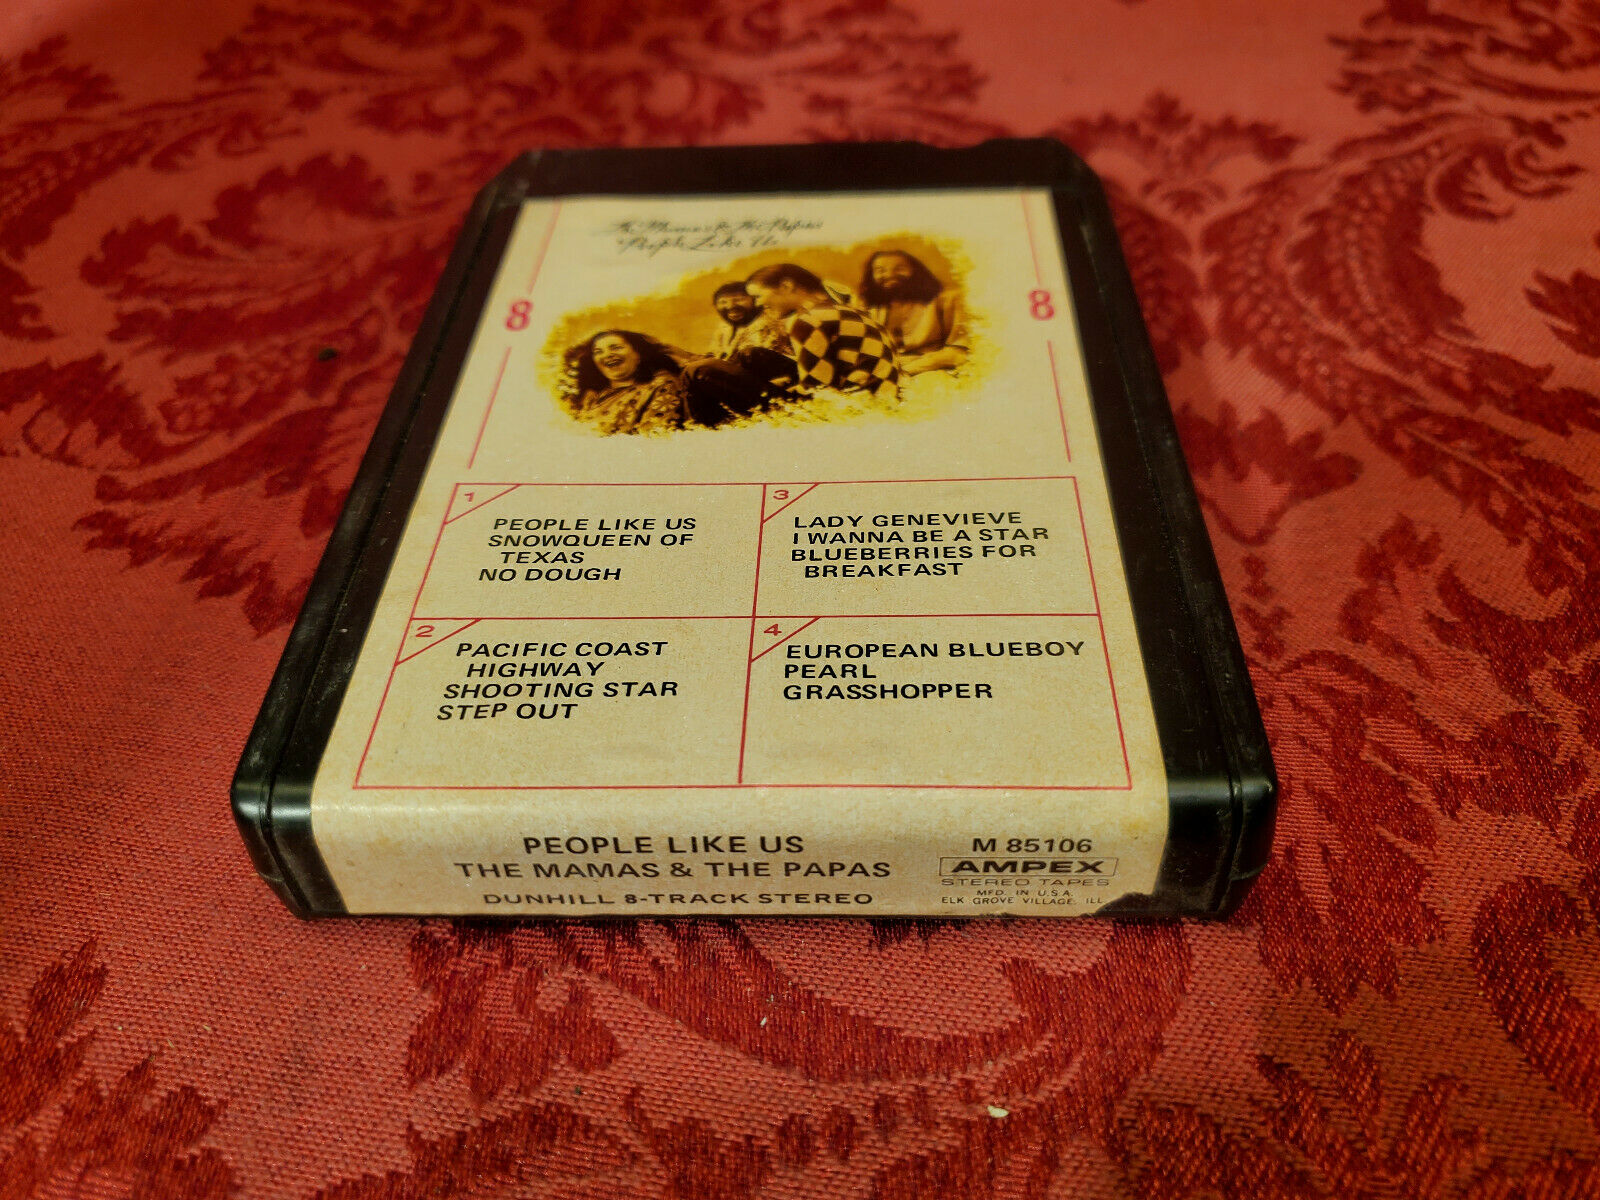 The Mamas & The Papas
People Like Us
8
8
1
PEOPLE LIKE US
SNOWQUEEN OF
TEXAS
NO DOUGH
2
PACIFIC COAST
HIGHWAY
SHOOTING STAR
STEP OUT
3
LADY GENEVIEVE
I WANNA BE A STAR
BLUEBERRIES FOR
BREAKFAST
4
EUROPEAN BLUEBOY
PEARL
GRASSHOPPER
PEOPLE LIKE US
THE MAMAS & THE PAPAS
DUNHILL 8-TRACK STEREO
M 85106
AMPEX
STEREO TAPES
MFD. IN U.S.A.
ELK GROVE VILLAGE, ILL